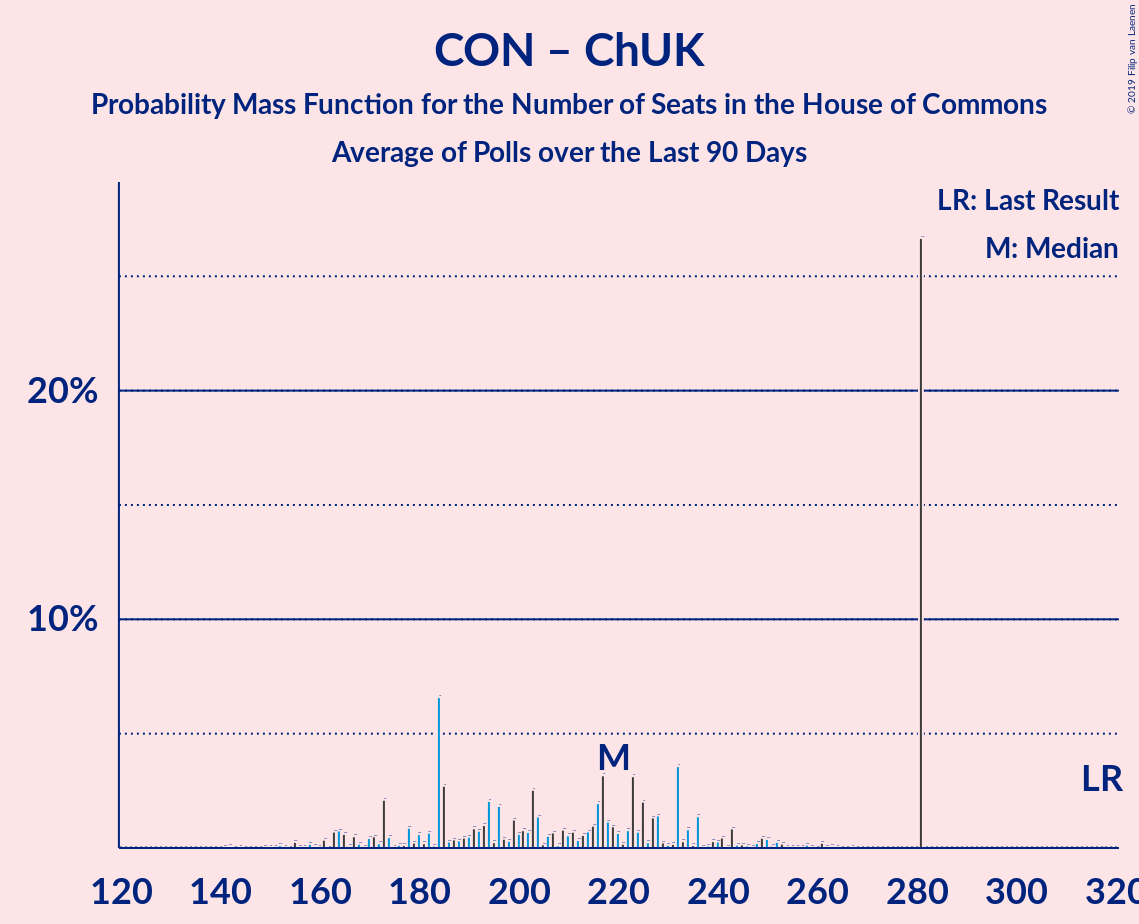 CON – ChUK
Probability Mass Function for the Number of Seats in the House of Commons
Average of Polls over the Last 90 Days
© 2019 Filip van Laenen
LR: Last Result
M: Median
20%
10%
M
LR
120 140 160 180 200 220 240 260 280 300 320